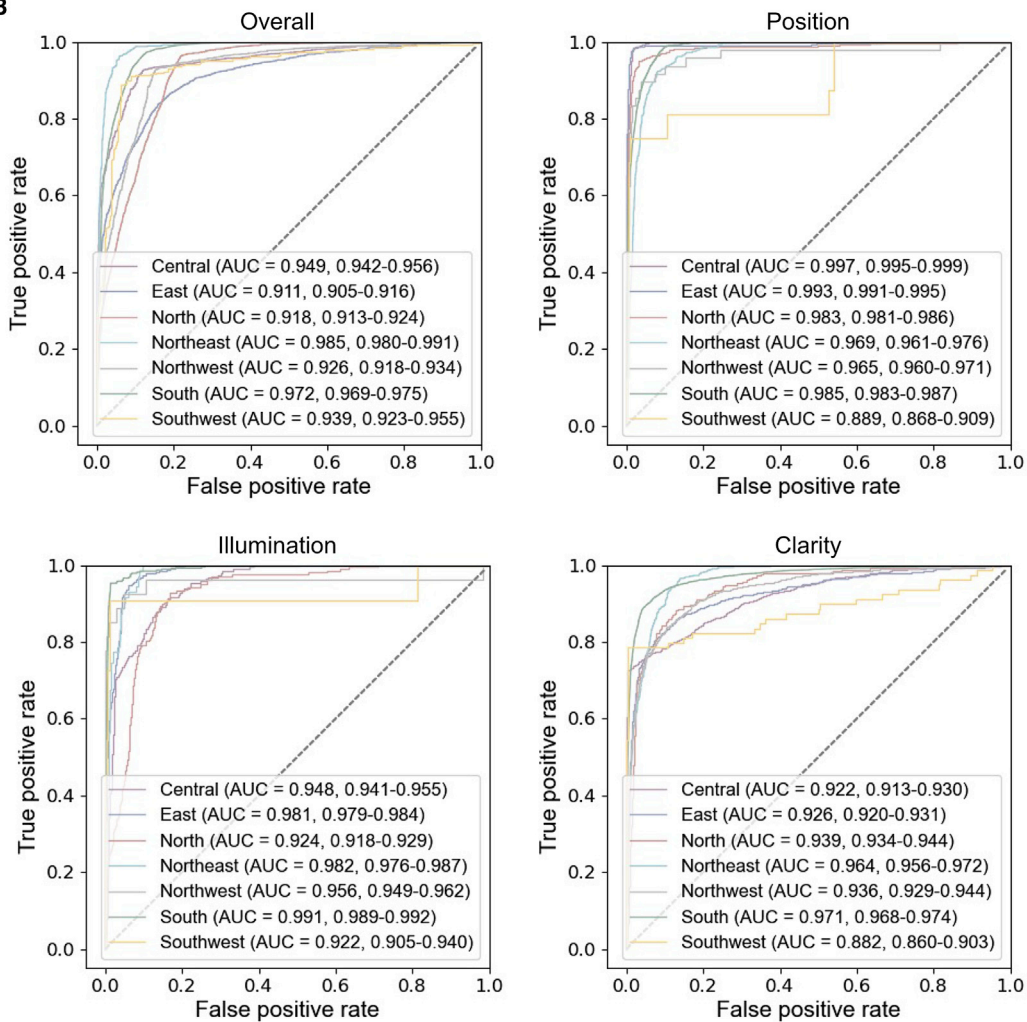 B
Overall
True positive rate
1.0
0.8
0.6
0.4
0.2
0.0
Central (AUC = 0.949, 0.942-0.956)
East (AUC = 0.911, 0.905-0.916)
North (AUC = 0.918, 0.913-0.924)
Northeast (AUC = 0.985, 0.980-0.991)
Northwest (AUC = 0.926, 0.918-0.934)
South (AUC = 0.972, 0.969-0.975)
Southwest (AUC = 0.939, 0.923-0.955)
0.0 0.2 0.4 0.6 0.8 1.0
False positive rate
Position
True positive rate
1.0
0.8
0.6
0.4
0.2
0.0
Central (AUC = 0.997, 0.995-0.999)
East (AUC = 0.993, 0.991-0.995)
North (AUC = 0.983, 0.981-0.986)
Northeast (AUC = 0.969, 0.961-0.976)
Northwest (AUC = 0.965, 0.960-0.971)
South (AUC = 0.985, 0.983-0.987)
Southwest (AUC = 0.889, 0.868-0.909)
0.0 0.2 0.4 0.6 0.8 1.0
False positive rate
Illumination
True positive rate
1.0
0.8
0.6
0.4
0.2
0.0
Central (AUC = 0.948, 0.941-0.955)
East (AUC = 0.981, 0.979-0.984)
North (AUC = 0.924, 0.918-0.929)
Northeast (AUC = 0.982, 0.976-0.987)
Northwest (AUC = 0.956, 0.949-0.962)
South (AUC = 0.991, 0.989-0.992)
Southwest (AUC = 0.922, 0.905-0.940)
0.0 0.2 0.4 0.6 0.8 1.0
False positive rate
Clarity
True positive rate
1.0
0.8
0.6
0.4
0.2
0.0
Central (AUC = 0.922, 0.913-0.930)
East (AUC = 0.926, 0.920-0.931)
North (AUC = 0.939, 0.934-0.944)
Northeast (AUC = 0.964, 0.956-0.972)
Northwest (AUC = 0.936, 0.929-0.944)
South (AUC = 0.971, 0.968-0.974)
Southwest (AUC = 0.882, 0.860-0.903)
0.0 0.2 0.4 0.6 0.8 1.0
False positive rate